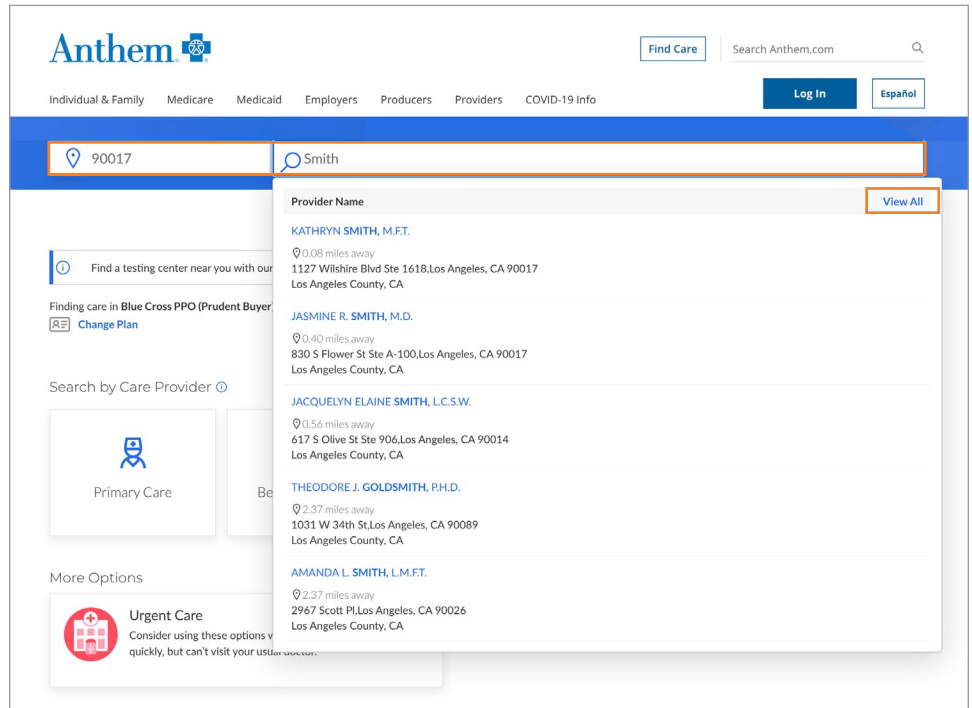 Anthem.
Find Care
Search Anthem.com
Individual & Family Medicare Medicaid Employers Producers Providers COVID-19 Info
Log In
Español
90017
Smith
Provider Name
View All
KATHRYN SMITH, M.F.T.
0.08 miles away
1127 Wilshire Blvd Ste 1618,Los Angeles, CA 90017
Los Angeles County, CA
JASMINE R. SMITH, M.D.
0.40 miles away
830 S Flower St Ste A-100,Los Angeles, CA 90017
Los Angeles County, CA
JACQUELYN ELAINE SMITH, L.C.S.W.
0.56 miles away
617 S Olive St Ste 906,Los Angeles, CA 90014
Los Angeles County, CA
THEODORE J. GOLDSMITH, P.H.D.
2.37 miles away
1031 W 34th St,Los Angeles, CA 90089
Los Angeles County, CA
AMANDA L. SMITH, L.M.F.T.
2.37 miles away
2967 Scott Pl,Los Angeles, CA 90026
Los Angeles County, CA
Find a testing center near you with our
Finding care in Blue Cross PPO (Prudent Buyer
Change Plan
Search by Care Provider
Primary Care
Be
More Options
Urgent Care
Consider using these options
quickly, but can't visit your usual doctor.